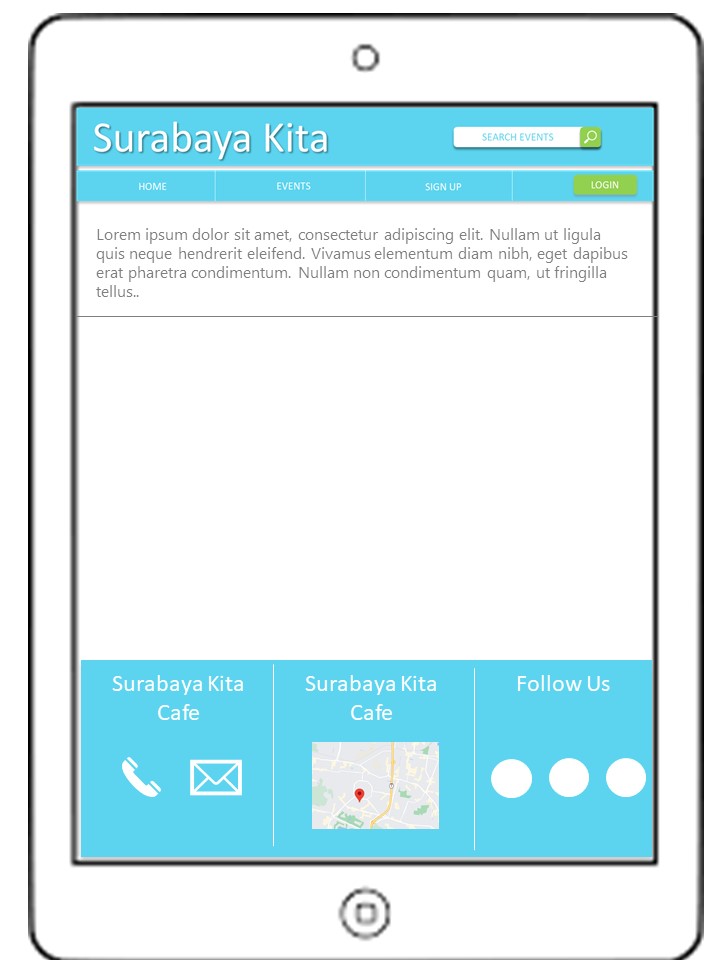 Surabaya Kita
SEARCH EVENTS
HOME
EVENTS
SIGN UP
LOGIN
Lorem ipsum dolor sit amet, consectetur adipiscing elit. Nullam ut ligula
quis neque hendrerit eleifend. Vivamus elementum diam nibh, eget dapibus
erat pharetra condimentum. Nullam non condimentum quam, ut fringilla
tellus..
Surabaya Kita
Cafe
Surabaya Kita
Cafe
Follow Us